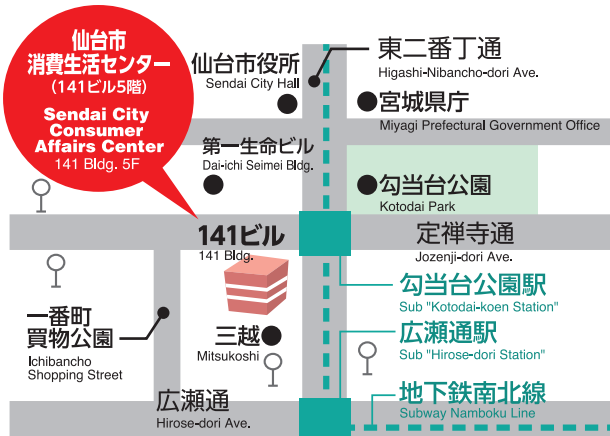 仙台市
消費生活センター
(141ビル5階)
Sendai City
Consumer
Affairs Center
141 Bldg. 5F
仙台市役所
Sendai City Hall
東二番丁通
Higashi-Nibancho-dori Ave.
宮城県庁
Miyagi Prefectural Government Office
第一生命ビル
Dai-ichi Seimei Bldg.
勾当台公園
Kotodai Park
141ビル
141 Bldg.
定禅寺通
Jozenji-dori Ave.
勾当台公園駅
Sub "Kotodai-koen Station"
一番町
買物公園
Ichibancho
Shopping Street
三越
Mitsukoshi
広瀬通駅
Sub "Hirose-dori Station"
広瀬通
Hirose-dori Ave.
地下鉄南北線
Subway Namboku Line